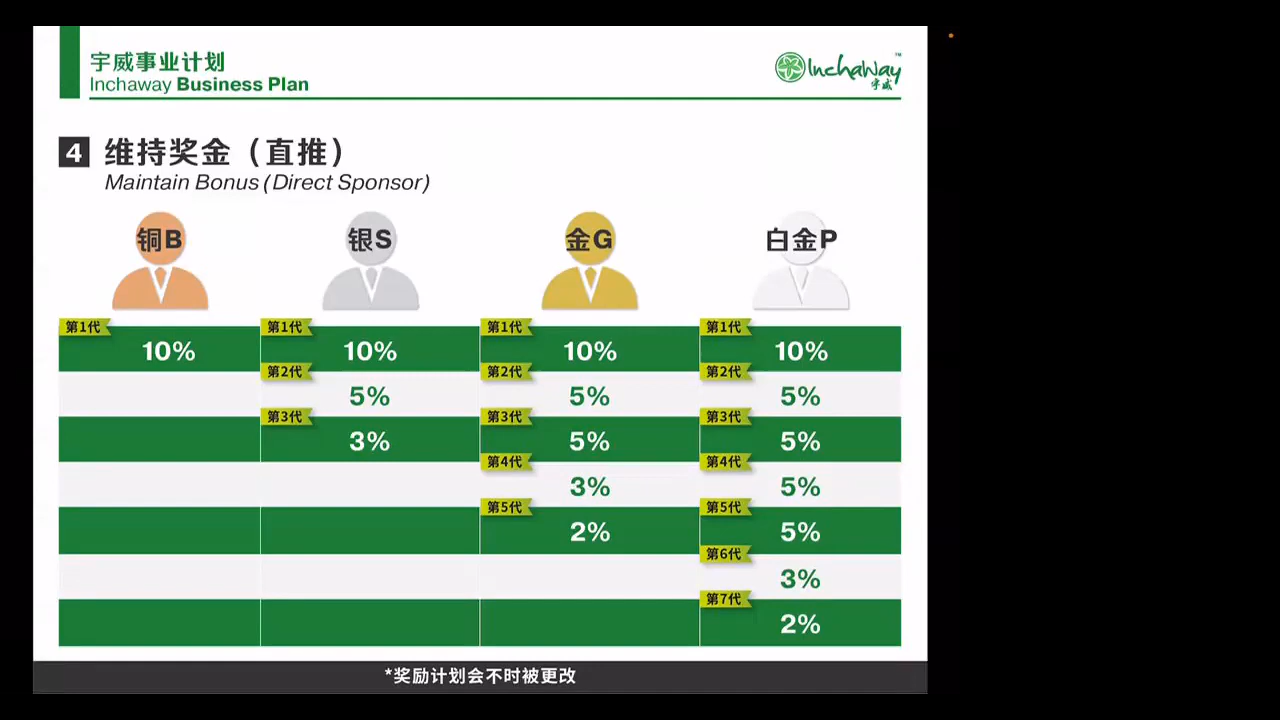 宇威事业计划
Inchaway Business Plan
Inchaway™
宇威
4 维持奖金（直推）
Maintain Bonus (Direct Sponsor)
铜B 银S 金G 白金P
第1代 第1代 第1代 第1代
10% 10% 10% 10%
第2代 第2代 第2代
5% 5% 5%
第3代 第3代 第3代
3% 5% 5%
第4代 第4代
3% 5%
第5代 第5代
2% 5%
第6代
3%
第7代
2%
*奖励计划会不时被更改